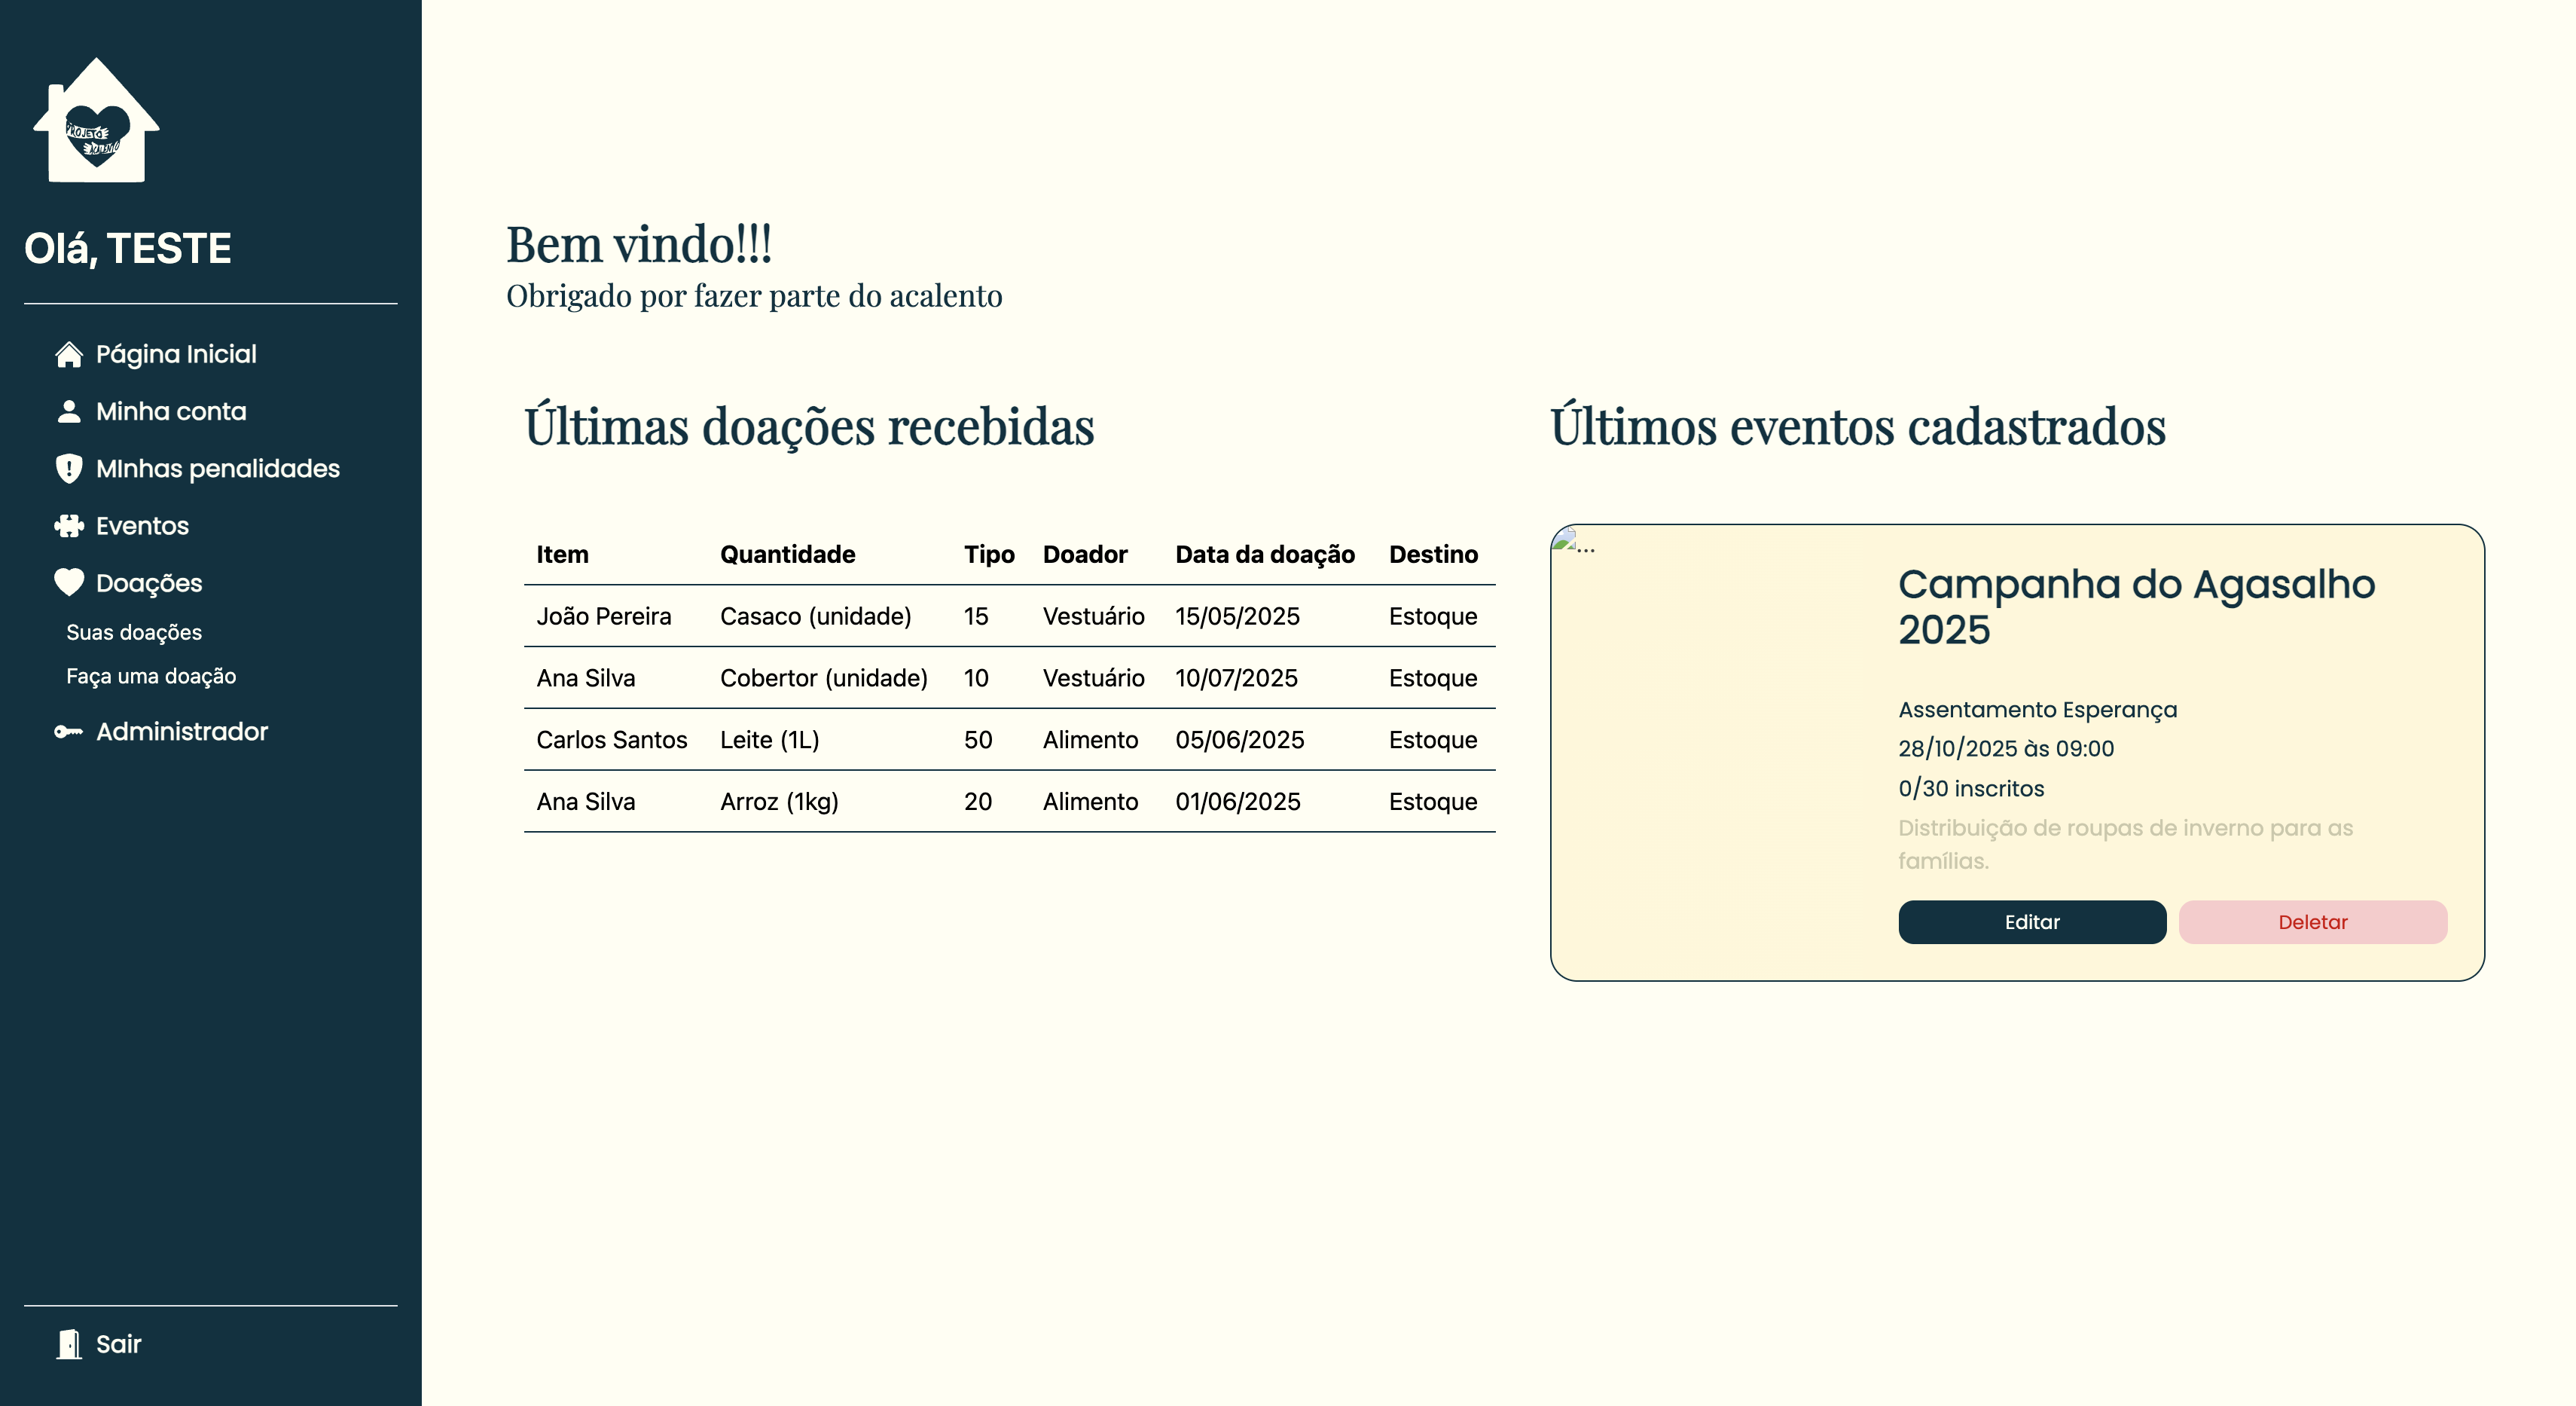 PROJETO
ACALENTO
Olá, TESTE
Página Inicial
Minha conta
MInhas penalidades
Eventos
Doações
Suas doações
Faça uma doação
Administrador
Sair
Bem vindo!!!
Obrigado por fazer parte do acalento
Últimas doações recebidas
Item Quantidade Tipo Doador Data da doação Destino
João Pereira Casaco (unidade) 15 Vestuário 15/05/2025 Estoque
Ana Silva Cobertor (unidade) 10 Vestuário 10/07/2025 Estoque
Carlos Santos Leite (1L) 50 Alimento 05/06/2025 Estoque
Ana Silva Arroz (1kg) 20 Alimento 01/06/2025 Estoque
Últimos eventos cadastrados
...
Campanha do Agasalho
2025
Assentamento Esperança
28/10/2025 às 09:00
0/30 inscritos
Distribuição de roupas de inverno para as
famílias.
Editar Deletar